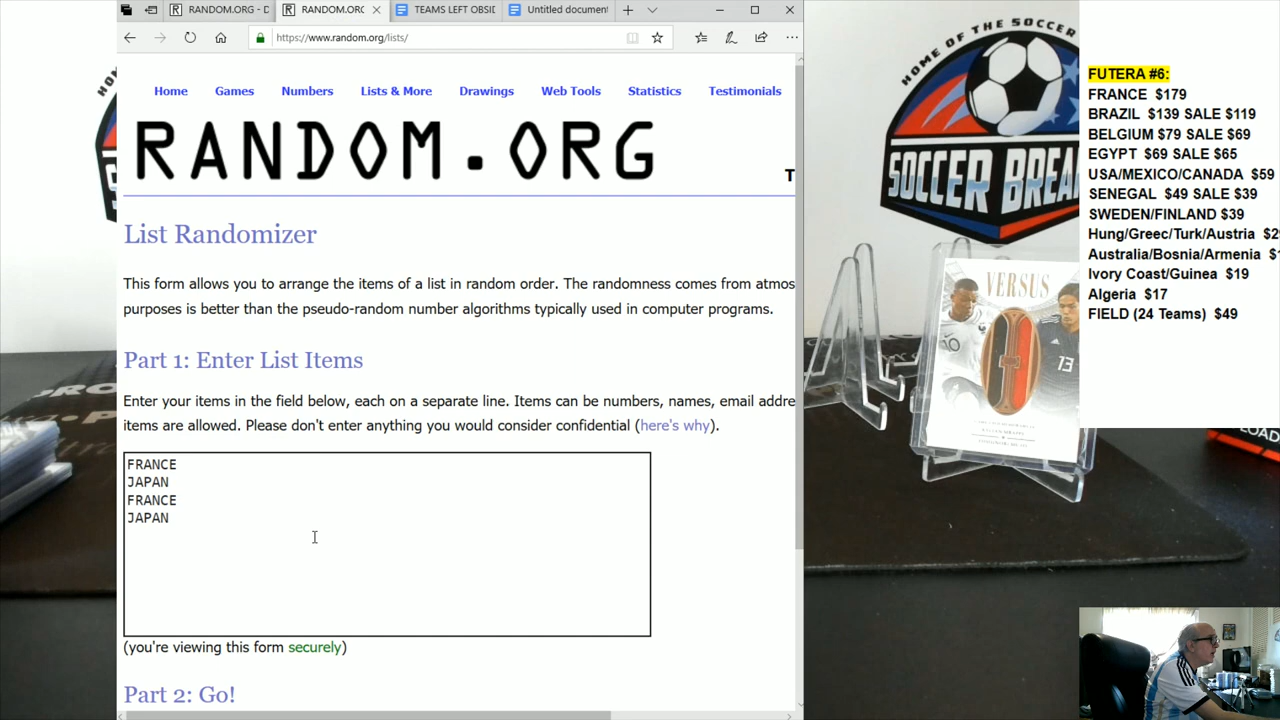 RANDOM.ORG - D
RANDOM.ORG
TEAMS LEFT OBSID
Untitled document
https://www.random.org/lists/
Home Games Numbers Lists & More Drawings Web Tools Statistics Testimonials
RANDOM.ORG
T
List Randomizer
This form allows you to arrange the items of a list in random order. The randomness comes from atmos
purposes is better than the pseudo-random number algorithms typically used in computer programs.
Part 1: Enter List Items
Enter your items in the field below, each on a separate line. Items can be numbers, names, email addre
items are allowed. Please don't enter anything you would consider confidential (here's why).
FRANCE
JAPAN
FRANCE
JAPAN
(you're viewing this form securely)
Part 2: Go!
HOME OF THE SOCCER
SOCCER BREA
VERSUS
10
13
FUTERA #6:
FRANCE $179
BRAZIL $139 SALE $119
BELGIUM $79 SALE $69
EGYPT $69 SALE $65
USA/MEXICO/CANADA $59
SENEGAL $49 SALE $39
SWEDEN/FINLAND $39
Hung/Greec/Turk/Austria $2
Australia/Bosnia/Armenia $1
Ivory Coast/Guinea $19
Algeria $17
FIELD (24 Teams) $49
LOAD